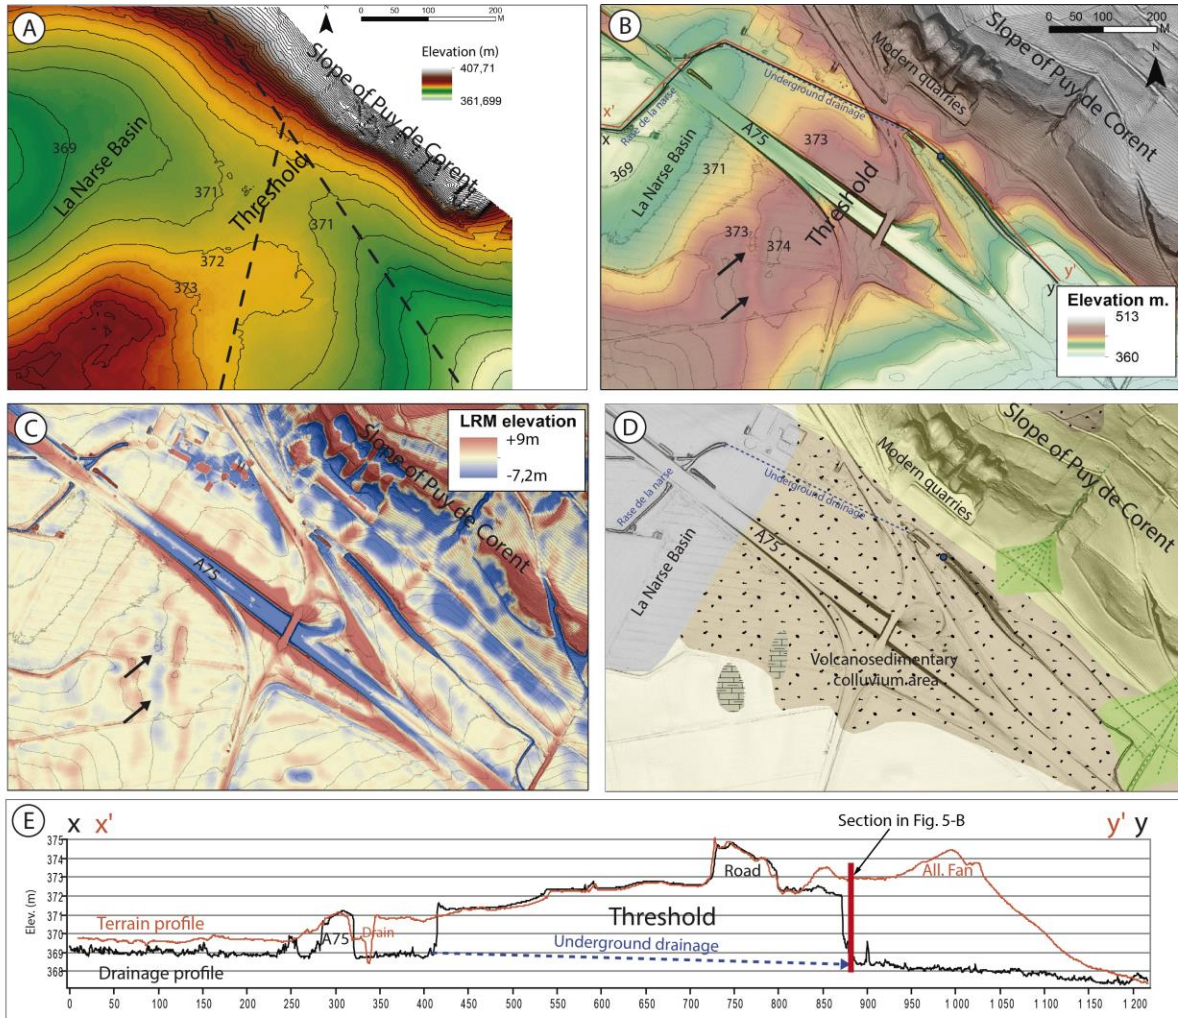 A
N
0 50 100 200
M
Elevation (m)
407,71
361,699
Slope of Puy de Corent
La Narse Basin
Threshold
369
371
371
372
373
B
0 50 100 200
M
N
Slope of Puy de Corent
Modern quarries
Underground drainage
Rase de la narse
x'
x
A75
La Narse Basin
Threshold
369
371
373
373
374
y'
y
Elevation m.
513
360
C
LRM elevation
+9m
-7,2m
Slope of Puy de Corent
A75
D
Slope of Puy de Corent
Modern quarries
Underground drainage
Rase de la narse
A75
La Narse Basin
Volcanosedimentary
colluvium area
E
x x' y' y
Section in Fig. 5-B
Elev. (m)
375
374
373
372
371
370
369
368
Terrain profile
Drainage profile
A75
Drain
Road
All. Fan
Threshold
Underground drainage
0 50 100 150 200 250 300 350 400 450 500 550 600 650 700 750 800 850 900 950 1 000 1 050 1 100 1 150 1 200